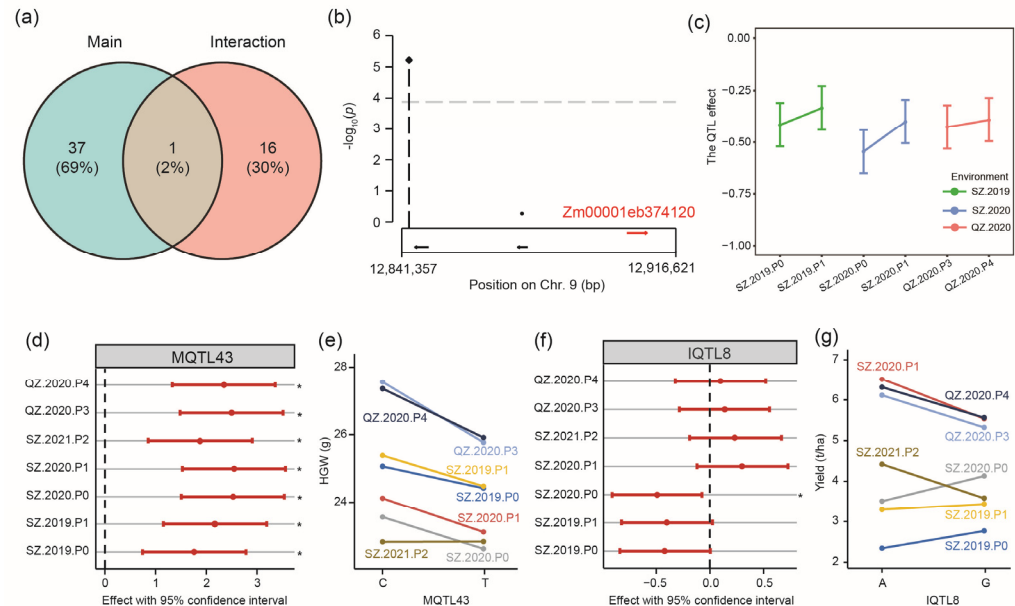 (a)
Main
Interaction
37
(69%)
1
(2%)
16
(30%)
(b)
6
5
4
3
2
1
0
-log10(p)
Zm00001eb374120
12,841,357
12,916,621
Position on Chr. 9 (bp)
(c)
0.00
−0.25
−0.50
−0.75
−1.00
The QTL effect
Environment
SZ.2019
SZ.2020
QZ.2020
SZ.2019.P0
SZ.2019.P1
SZ.2020.P0
SZ.2020.P1
QZ.2020.P3
QZ.2020.P4
(d)
MQTL43
QZ.2020.P4
*
QZ.2020.P3
*
SZ.2021.P2
*
SZ.2020.P1
*
SZ.2020.P0
*
SZ.2019.P1
*
SZ.2019.P0
*
0
1
2
3
Effect with 95% confidence interval
(e)
28
26
24
HGW (g)
QZ.2020.P4
QZ.2020.P3
SZ.2019.P1
SZ.2019.P0
SZ.2020.P1
SZ.2021.P2
SZ.2020.P0
C
T
MQTL43
(f)
IQTL8
QZ.2020.P4
QZ.2020.P3
SZ.2021.P2
SZ.2020.P1
SZ.2020.P0
*
SZ.2019.P1
SZ.2019.P0
−0.5
0.0
0.5
Effect with 95% confidence interval
(g)
8
7
6
5
4
3
2
Yield (t/ha)
SZ.2020.P1
QZ.2020.P4
QZ.2020.P3
SZ.2021.P2
SZ.2020.P0
SZ.2019.P1
SZ.2019.P0
A
G
IQTL8